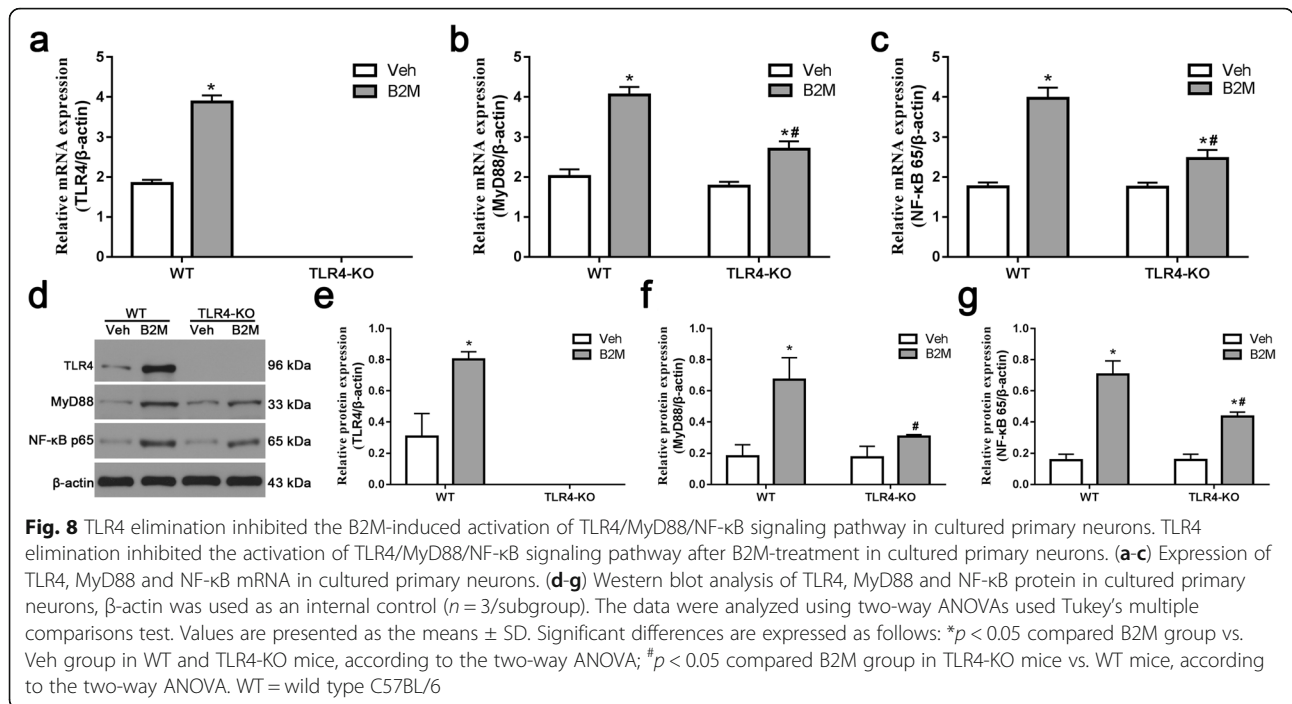 a
Relative mRNA expression
(TLR4/β-actin)
5
4
3
2
1
0
*
Veh
B2M
WT
TLR4-KO
b
Relative mRNA expression
(MyD88/β-actin)
5
4
3
2
1
0
*
*#
Veh
B2M
WT
TLR4-KO
c
Relative mRNA expression
(NF-κB 65/β-actin)
5
4
3
2
1
0
*
*#
Veh
B2M
WT
TLR4-KO
d
WT TLR4-KO
Veh B2M Veh B2M
TLR4 96 kDa
MyD88 33 kDa
NF-κB p65 65 kDa
β-actin 43 kDa
e
Relative protein expression
(TLR4/β-actin)
1.0
0.8
0.6
0.4
0.2
0.0
*
Veh
B2M
WT
TLR4-KO
f
Relative protein expression
(MyD88/β-actin)
1.0
0.8
0.6
0.4
0.2
0.0
*
#
Veh
B2M
WT
TLR4-KO
g
Relative protein expression
(NF-κB 65/β-actin)
1.0
0.8
0.6
0.4
0.2
0.0
*
*#
Veh
B2M
WT
TLR4-KO
Fig. 8 TLR4 elimination inhibited the B2M-induced activation of TLR4/MyD88/NF-κB signaling pathway in cultured primary neurons. TLR4
elimination inhibited the activation of TLR4/MyD88/NF-κB signaling pathway after B2M-treatment in cultured primary neurons. (a-c) Expression of
TLR4, MyD88 and NF-κB mRNA in cultured primary neurons. (d-g) Western blot analysis of TLR4, MyD88 and NF-κB protein in cultured primary
neurons, β-actin was used as an internal control (n = 3/subgroup). The data were analyzed using two-way ANOVAs used Tukey's multiple
comparisons test. Values are presented as the means ± SD. Significant differences are expressed as follows: *p < 0.05 compared B2M group vs.
Veh group in WT and TLR4-KO mice, according to the two-way ANOVA; #p < 0.05 compared B2M group in TLR4-KO mice vs. WT mice, according
to the two-way ANOVA. WT = wild type C57BL/6